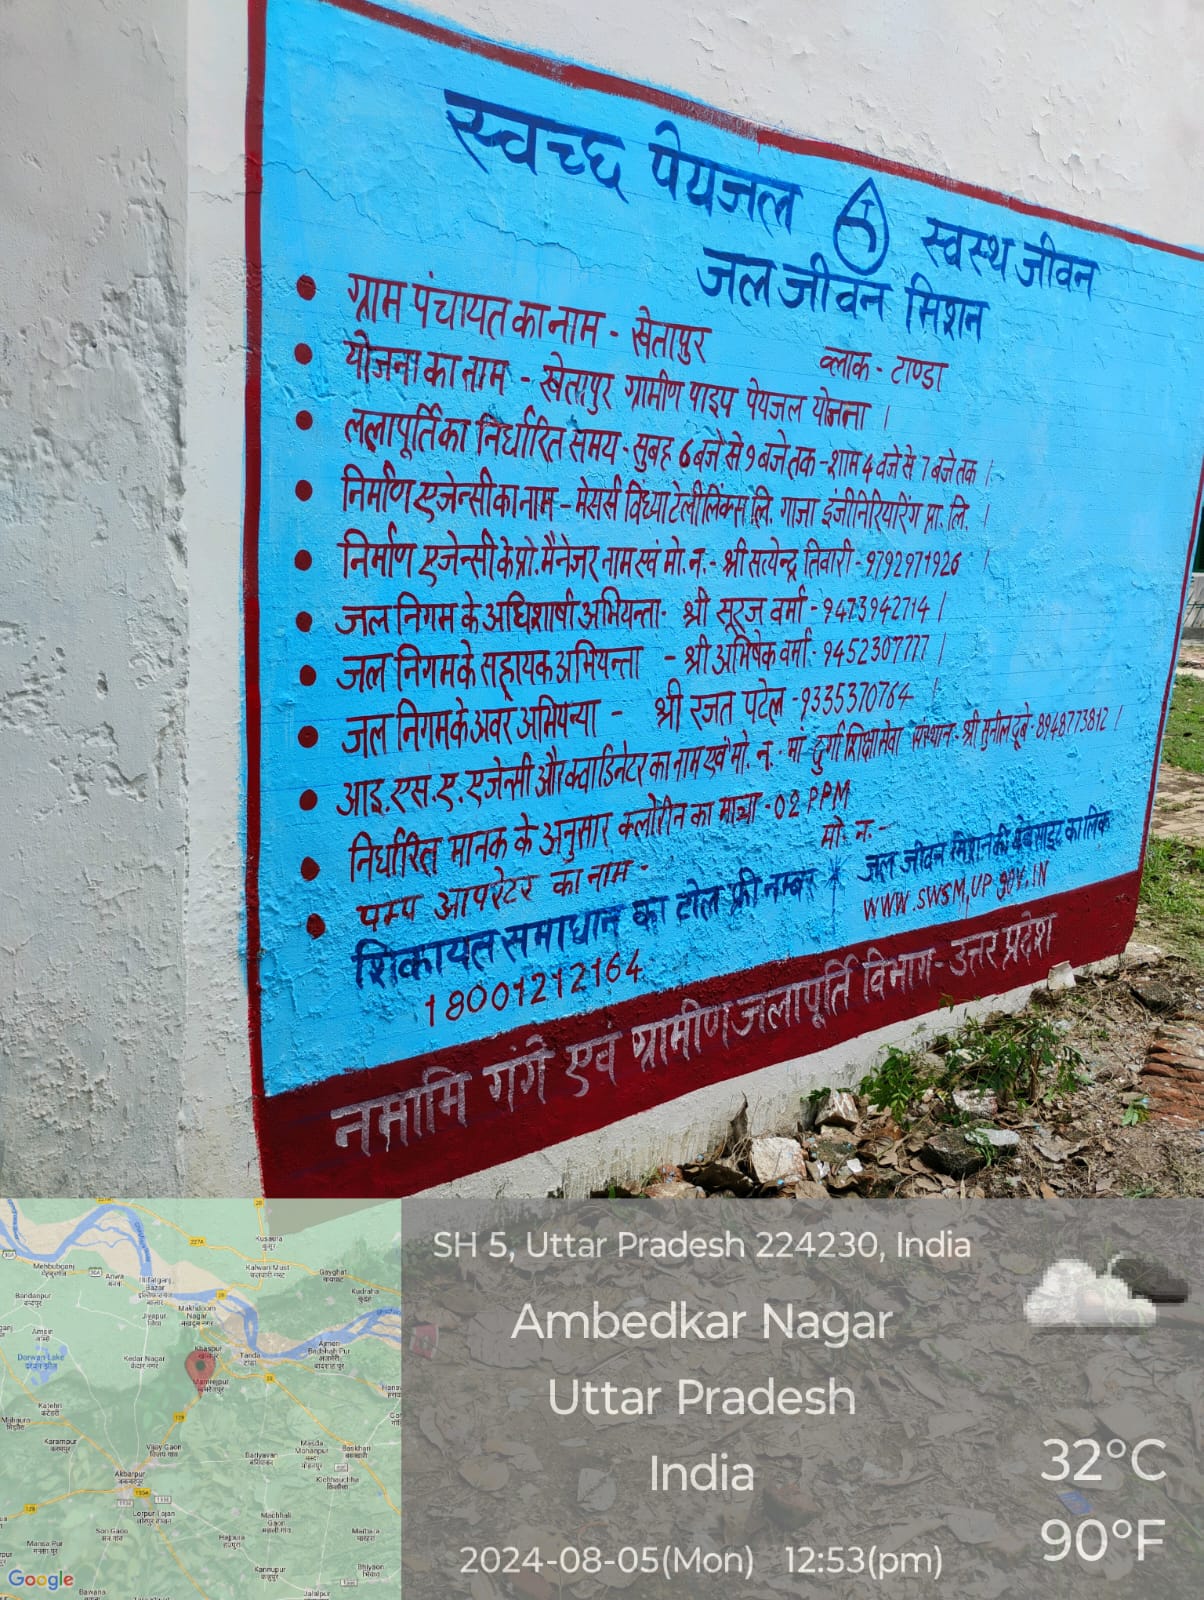 स्वच्छ पेयजल स्वस्थ जीवन
जल जीवन मिशन
ग्राम पंचायत का नाम - खेतापुर ब्लाक - टाण्डा
योजना का नाम - खेतापुर ग्रामीण पाइप पेयजल योजना ।
ललापूर्ति का निर्धारित समय - सुबह 6 बजे से 9 बजे तक - शाम 4 वजे से 7 बजे तक ।
निर्माण एजेन्सी का नाम - मेसर्स विंध्या टेलीलिंक्स लि. गाजा इंजीनिरियरिंग प्रा. लि. ।
निर्माण एजेन्सी के प्रो. मैनेजर नाम एवं मो. न. - श्री सत्येन्द्र तिवारी - 9792971926 ।
जल निगम के अधिशाषी अभियन्ता - श्री सूरज वर्मा - 9473942714 ।
जल निगम के सहायक अभियन्ता - श्री अभिषेक वर्मा - 9452307777 ।
जल निगम के अवर अभियन्या - श्री रजत पटेल - 9335370764 ।
आइ. एस. ए. एजेन्सी और क्वाडिनेटर का नाम एवं मो. न. - मां दुर्गा शिक्षा सेवा संस्थान - श्री सुनील दूबे - 8948773812 ।
निर्धारित मानक के अनुसार क्लोरीन का मात्रा - 02 PPM
पम्प आपरेटर का नाम - मो. न. -
शिकायत समाधान का टोल फ्री नम्बर * जल जीवन मिशन की वेबसाइट का लिंक
18001212164 WWW.SWSM.UP.gov.IN
नमामि गंगे एवं ग्रामीण जलापूर्ति विभाग - उत्तर प्रदेश
SH 5, Uttar Pradesh 224230, India
Ambedkar Nagar
Uttar Pradesh
India
32°C
90°F
2024-08-05(Mon) 12:53(pm)
Google